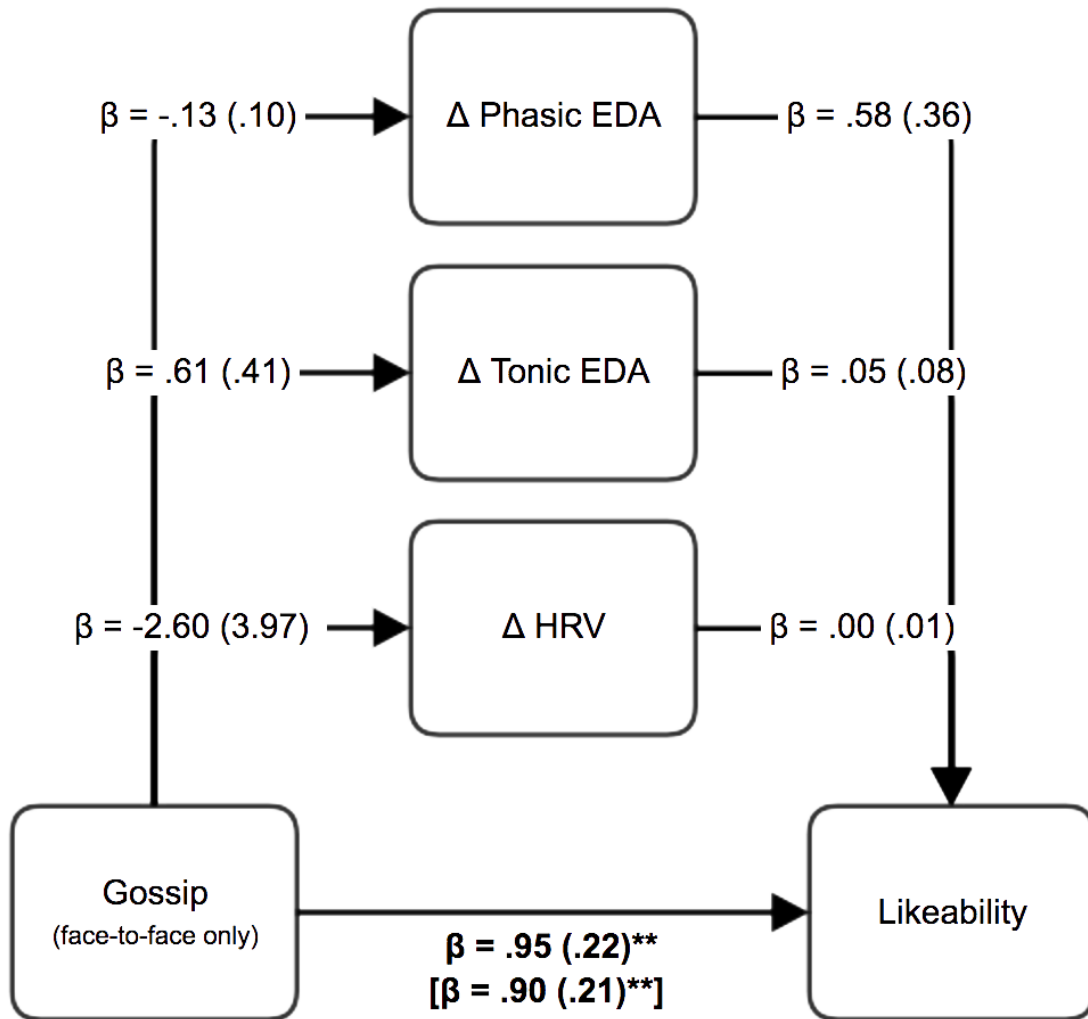 β = -.13 (.10)
Δ Phasic EDA
β = .58 (.36)
β = .61 (.41)
Δ Tonic EDA
β = .05 (.08)
β = -2.60 (3.97)
Δ HRV
β = .00 (.01)
Gossip
(face-to-face only)
β = .95 (.22)**
[β = .90 (.21)**]
Likeability